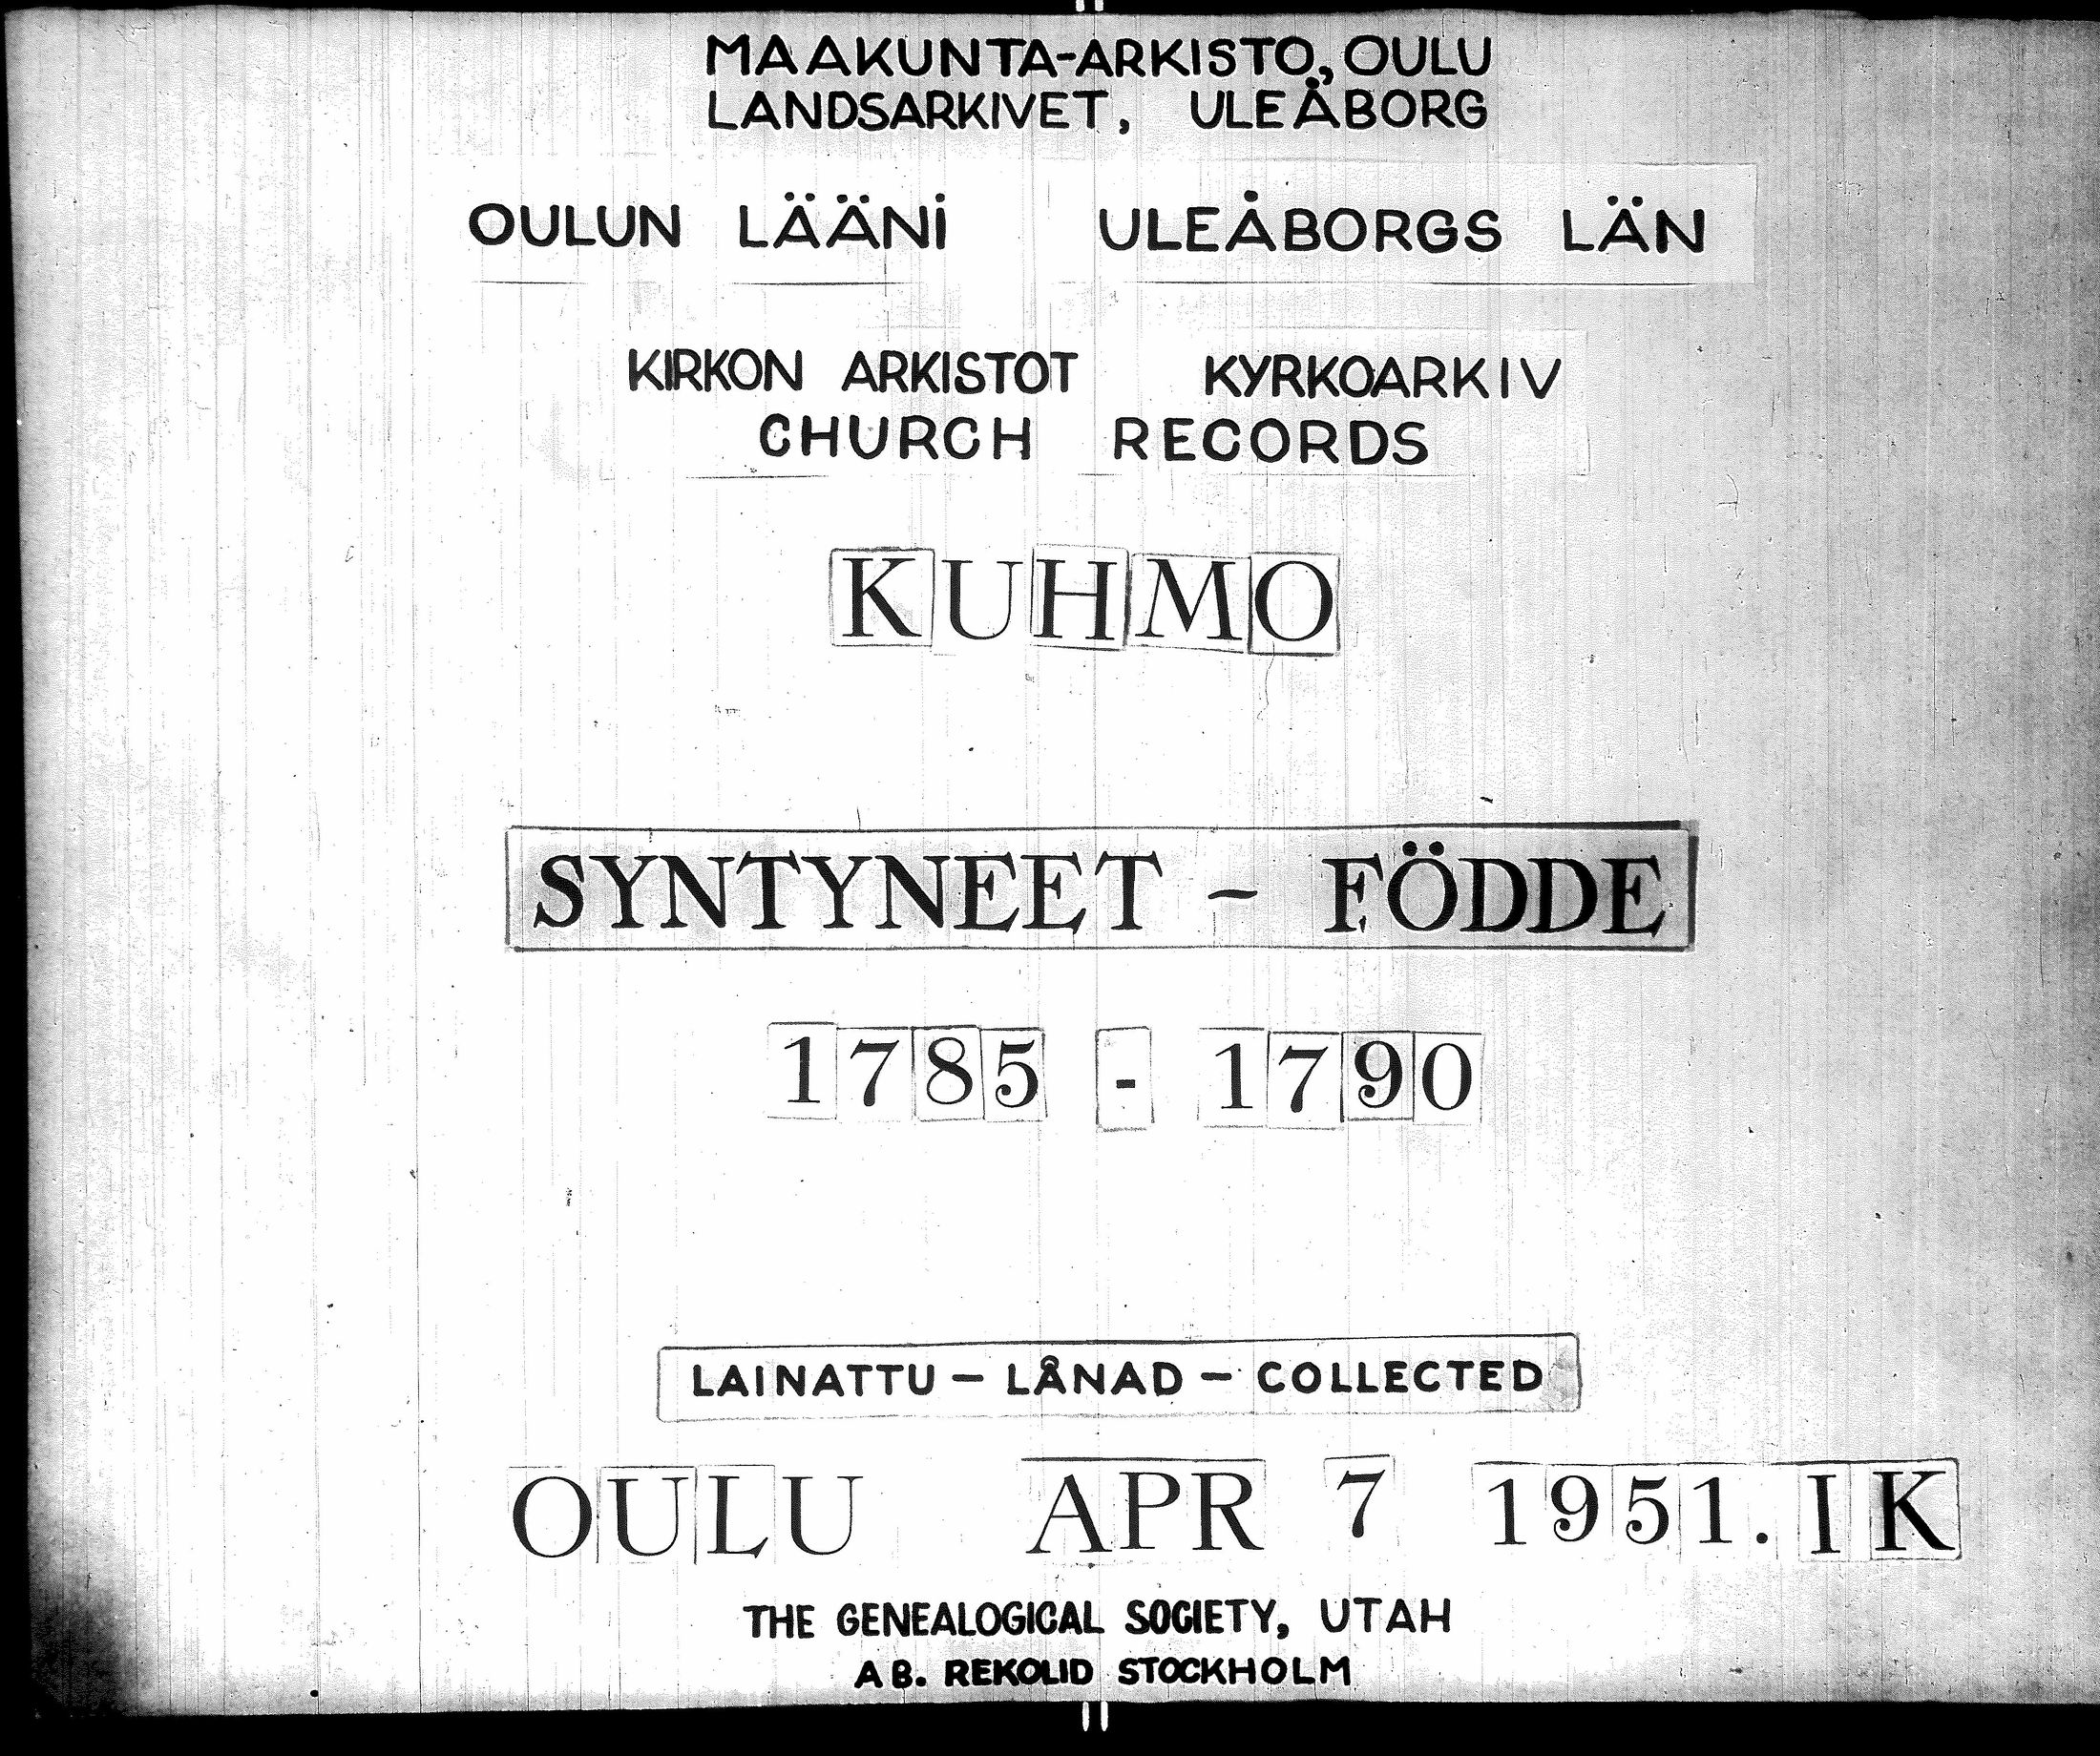 MAAKUNTA-ARKISTO, OULU
LANDSARKIVET, ULEÅBORG
OULUN LÄÄNI ULEÅBORGS LÄN
KIRKON ARKISTOT KYRKOARKIV
CHURCH RECORDS
KUHMO
SYNTYNEET - FÖDDE
1785 - 1790
LAINATTU - LÅNAD - COLLECTED
OULU APR 7 1951. IK
THE GENEALOGICAL SOCIETY, UTAH
AB. REKOLID STOCKHOLM